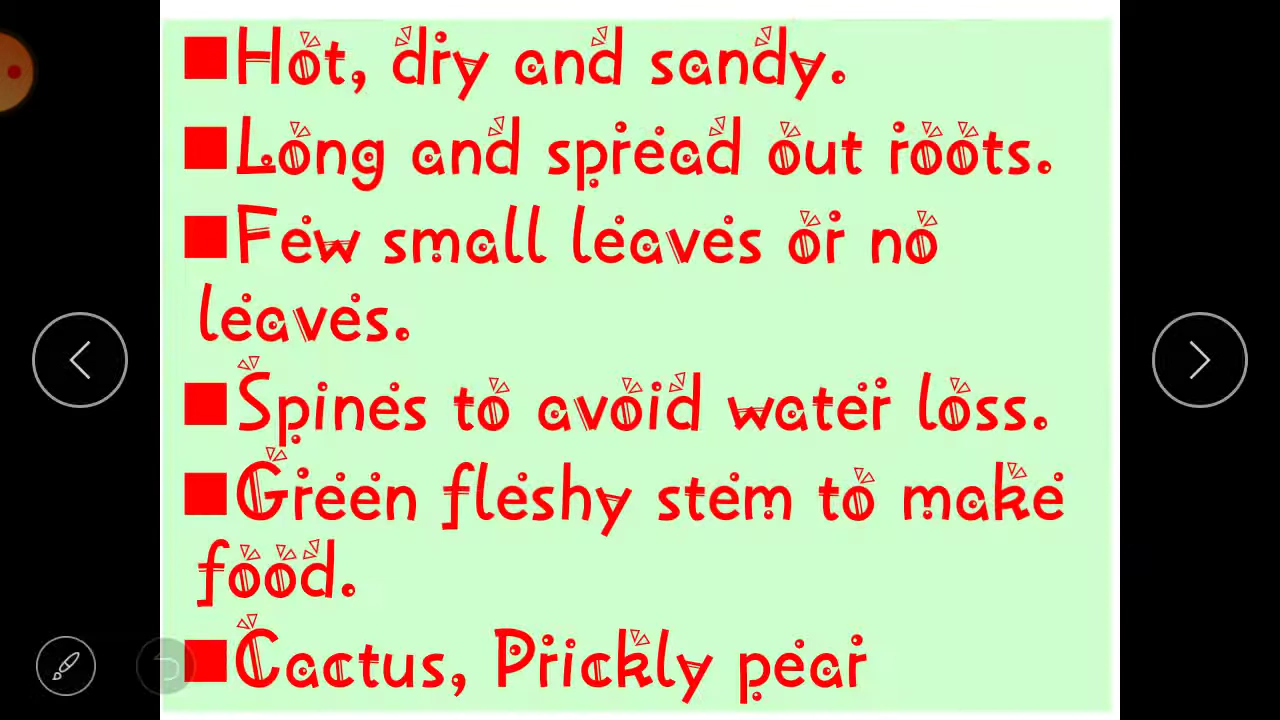 ■Hot, dry and sandy.
■Long and spread out roots.
■Few small leaves or no
leaves.
■Spines to avoid water loss.
■Green fleshy stem to make
food.
■Cactus, Prickly pear